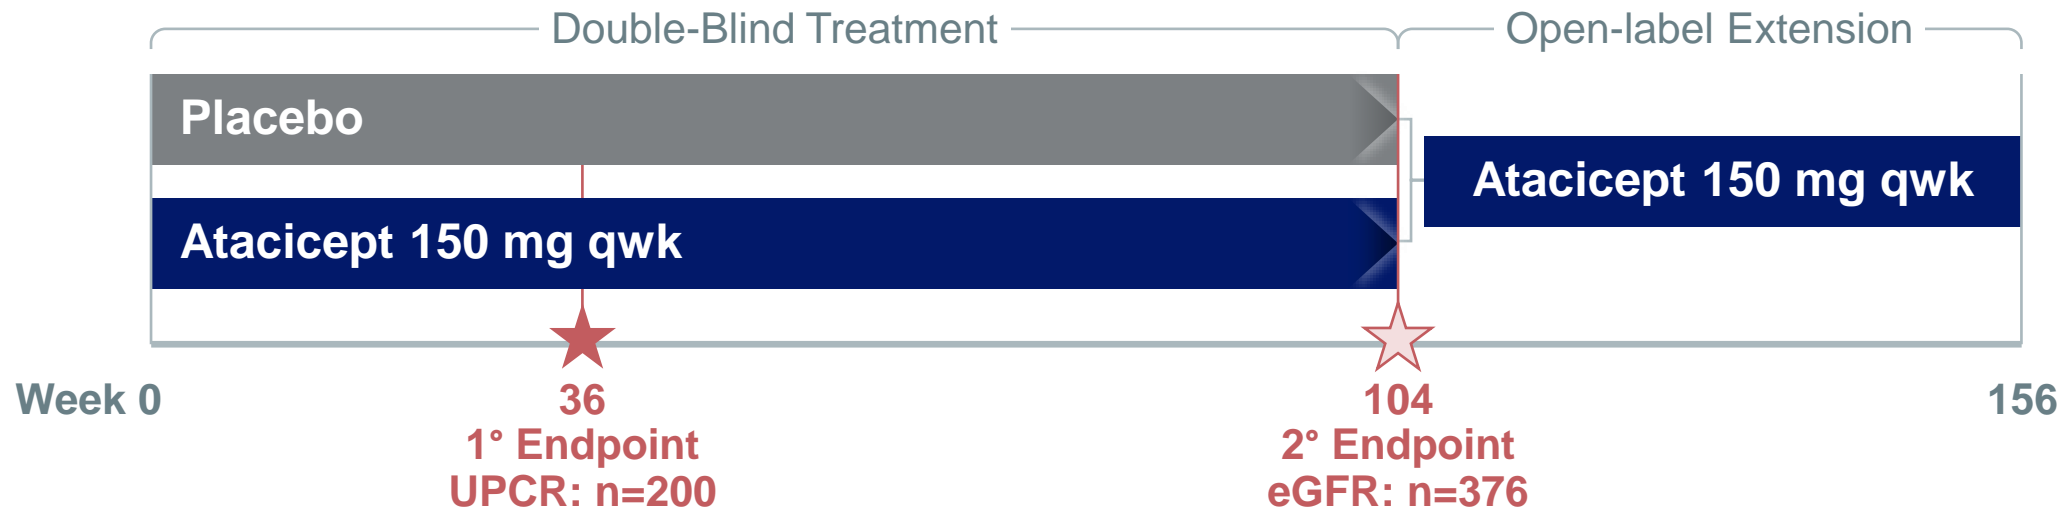 Double-Blind Treatment
Open-label Extension
Placebo
Atacicept 150 mg qwk
Atacicept 150 mg qwk
Week 0
36
1° Endpoint
UPCR: n=200
104
2° Endpoint
eGFR: n=376
156